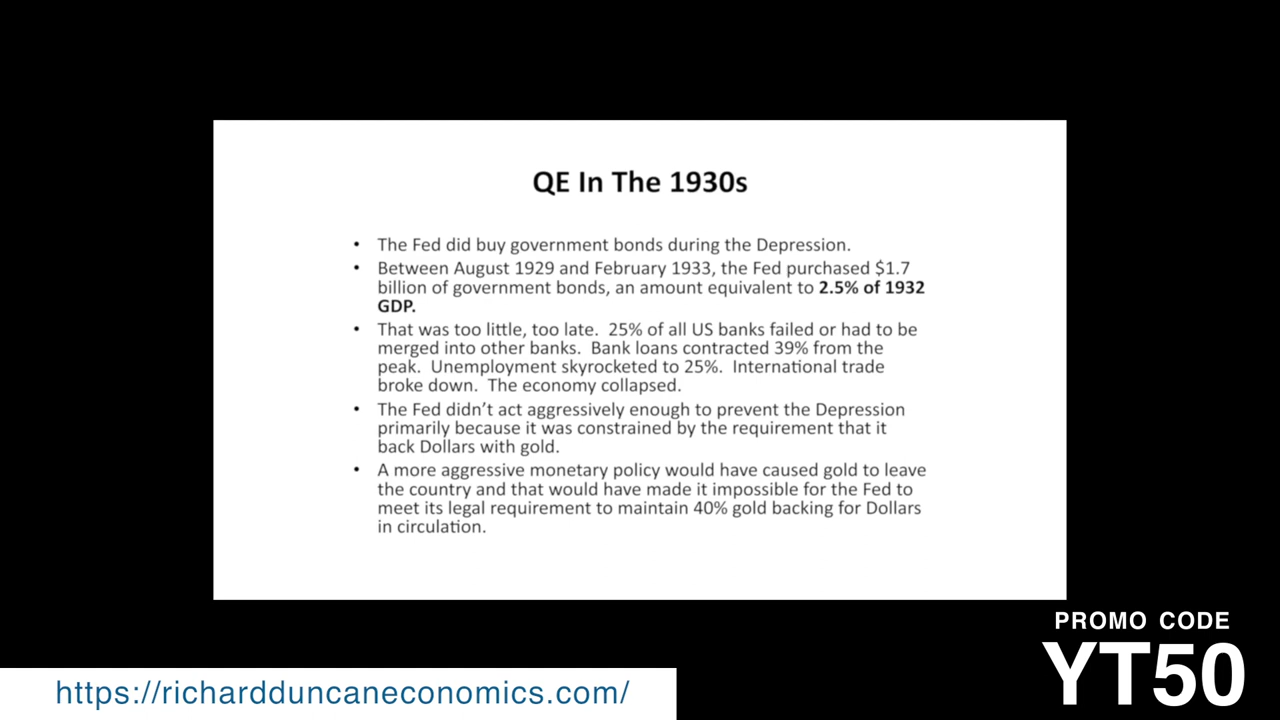 QE In The 1930s
• The Fed did buy government bonds during the Depression.
• Between August 1929 and February 1933, the Fed purchased $1.7
billion of government bonds, an amount equivalent to 2.5% of 1932
GDP.
• That was too little, too late.  25% of all US banks failed or had to be
merged into other banks.  Bank loans contracted 39% from the
peak.  Unemployment skyrocketed to 25%.  International trade
broke down.  The economy collapsed.
• The Fed didn't act aggressively enough to prevent the Depression
primarily because it was constrained by the requirement that it
back Dollars with gold.
• A more aggressive monetary policy would have caused gold to leave
the country and that would have made it impossible for the Fed to
meet its legal requirement to maintain 40% gold backing for Dollars
in circulation.
PROMO CODE
YT50
https://richardduncaneconomics.com/